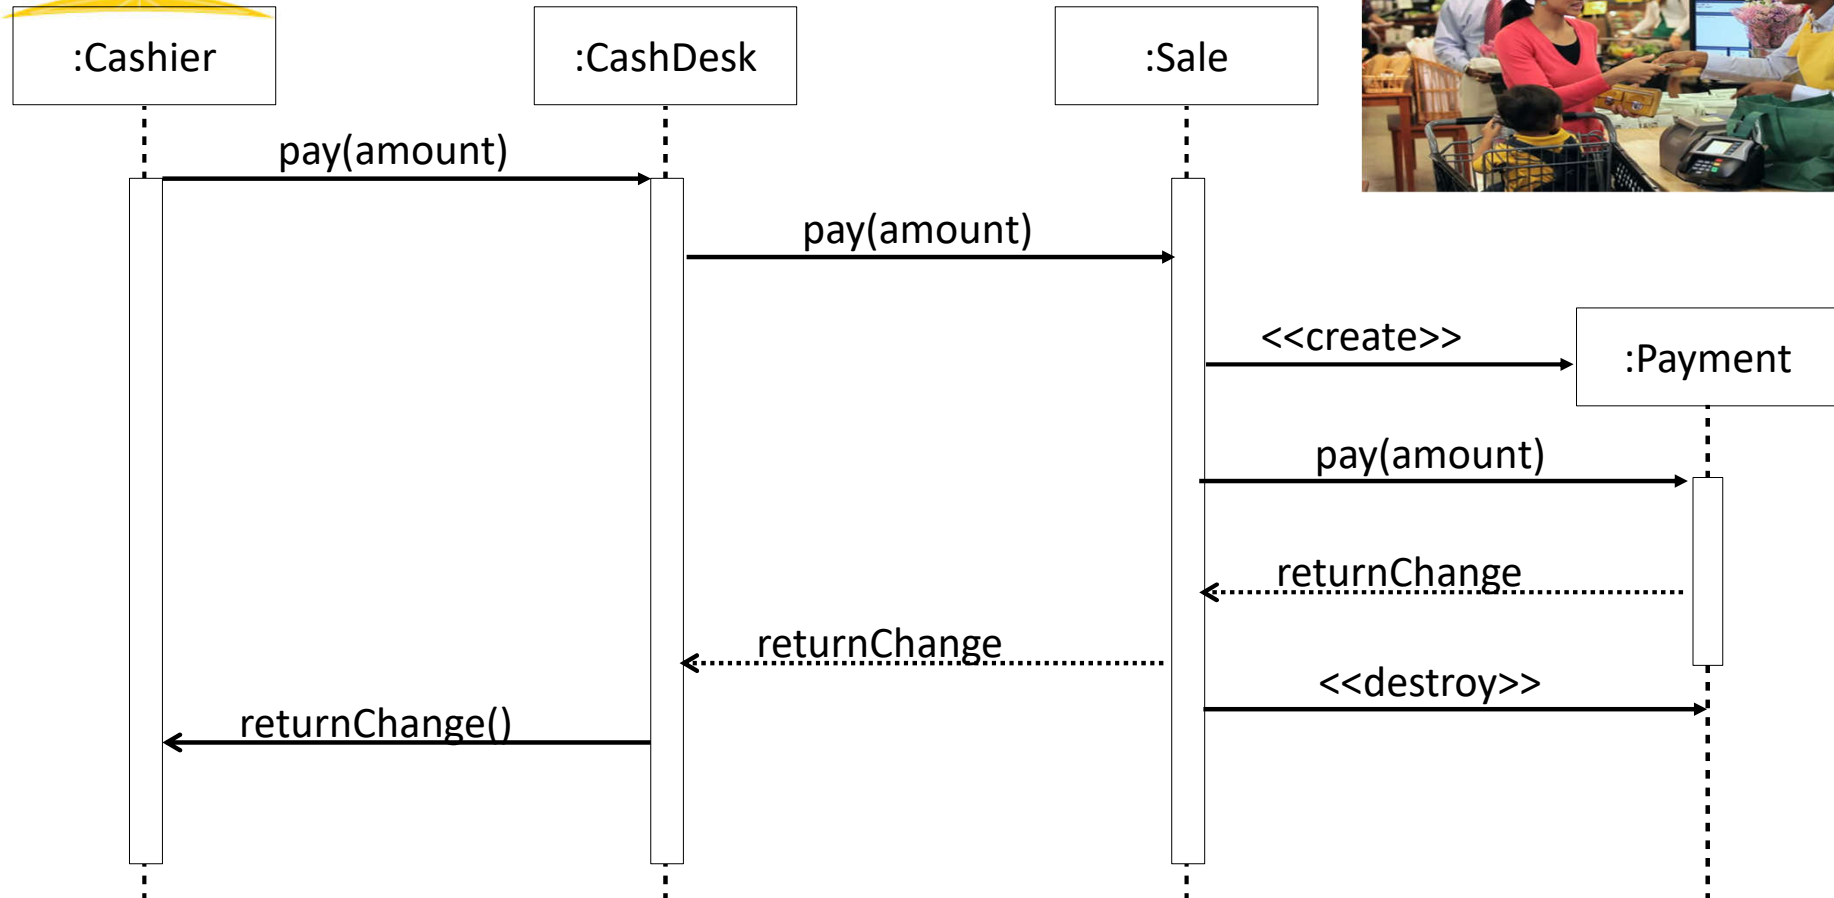 :Cashier
:CashDesk
:Sale
pay(amount)
pay(amount)
<<create>>
:Payment
pay(amount)
returnChange
returnChange
<<destroy>>
returnChange()